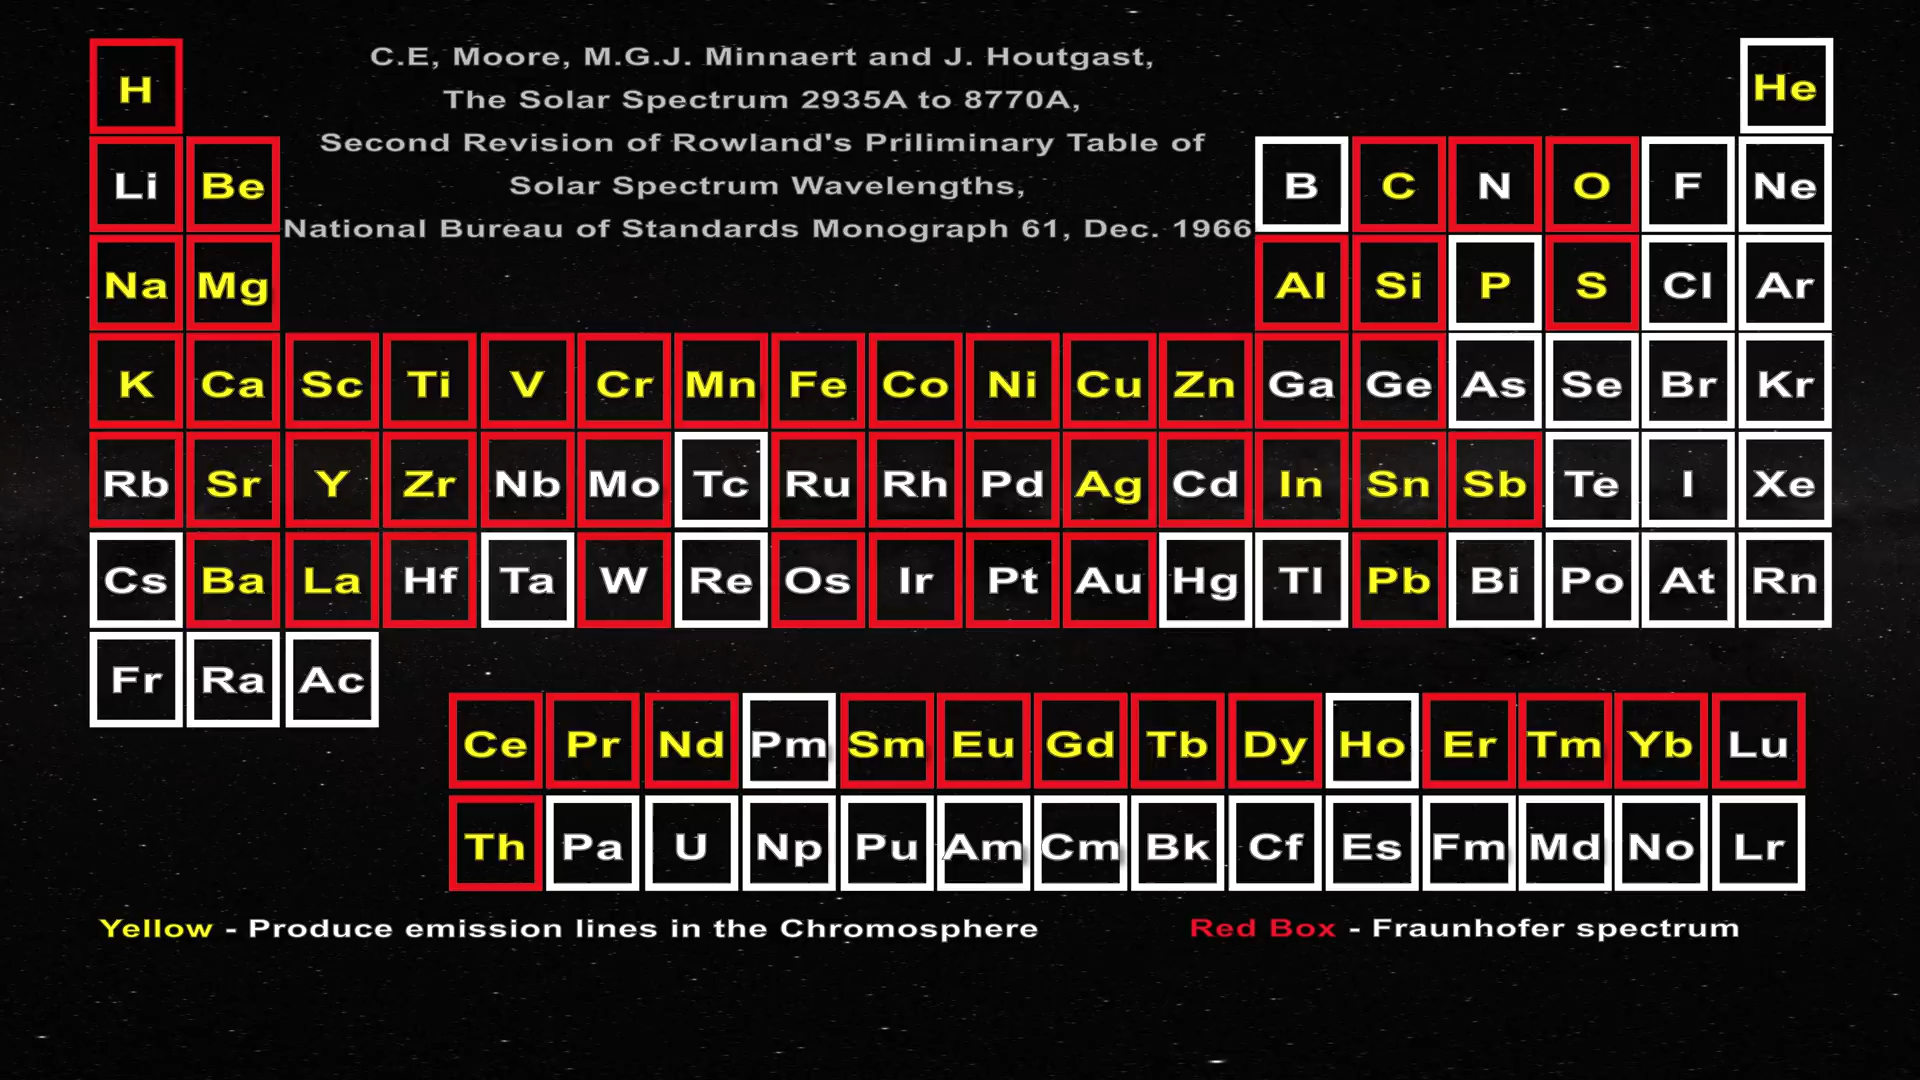 C.E, Moore, M.G.J. Minnaert and J. Houtgast,
The Solar Spectrum 2935A to 8770A,
Second Revision of Rowland's Priliminary Table of
Solar Spectrum Wavelengths,
National Bureau of Standards Monograph 61, Dec. 1966
H He
Li Be B C N O F Ne
Na Mg Al Si P S Cl Ar
K Ca Sc Ti V Cr Mn Fe Co Ni Cu Zn Ga Ge As Se Br Kr
Rb Sr Y Zr Nb Mo Tc Ru Rh Pd Ag Cd In Sn Sb Te I Xe
Cs Ba La Hf Ta W Re Os Ir Pt Au Hg Tl Pb Bi Po At Rn
Fr Ra Ac
Ce Pr Nd Pm Sm Eu Gd Tb Dy Ho Er Tm Yb Lu
Th Pa U Np Pu Am Cm Bk Cf Es Fm Md No Lr
Yellow - Produce emission lines in the Chromosphere
Red Box - Fraunhofer spectrum